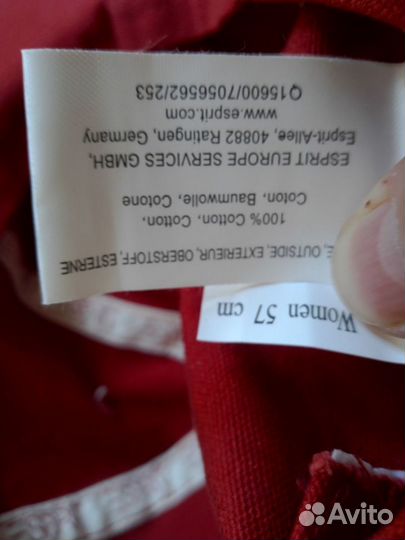 E, OUTSIDE, EXTERIEUR, OBERSTOFF, ESTERNE
100% Cotton. Cotton.
Coton. Baumwolle. Cotone
ESPRIT EUROPE SERVICES GMBH,
Esprit-Allee, 40882 Ratingen, Germany
www.esprit.com
Q15600/7056562/253
Women 57 cm
Avito